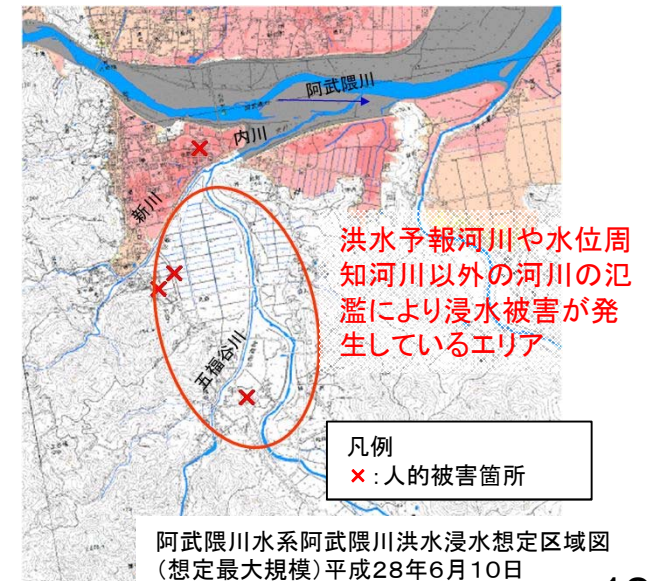 阿武隈川
内川
新川
洪水予報河川や水位周
知河川以外の河川の氾
濫により浸水被害が発
生しているエリア
五福谷川
凡例
×:人的被害箇所
阿武隈川水系阿武隈川洪水浸水想定区域図
(想定最大規模)平成28年6月10日